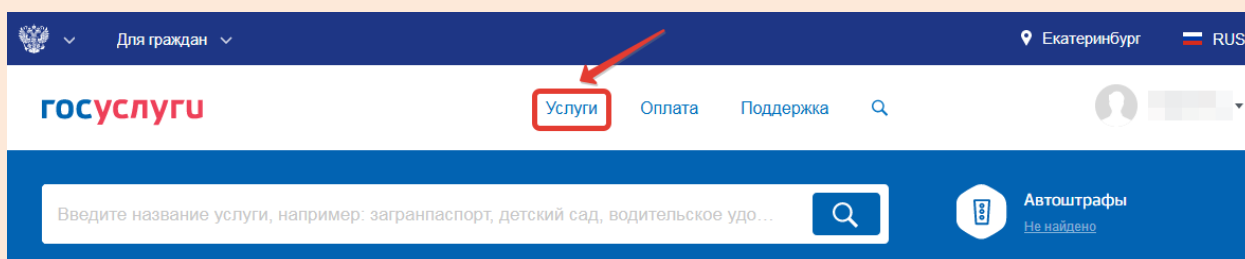 Для граждан
Екатеринбург
RUS
госуслуги
Услуги Оплата Поддержка
Введите название услуги, например: загранпаспорт, детский сад, водительское удо...
Автоштрафы
Не найдено